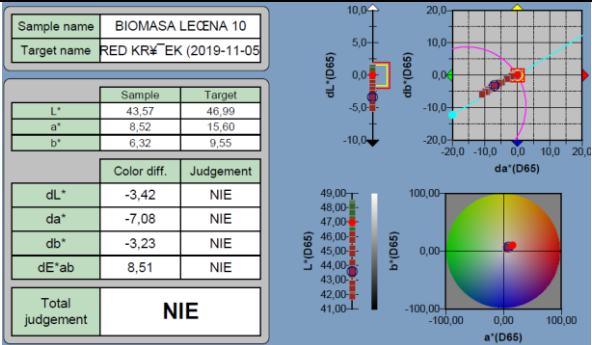 Sample name BIOMASA LEŒNA 10
Target name RED KR¥¯EK (2019-11-05
Sample Target
L* 43,57 46,99
a* 8,52 15,60
b* 6,32 9,55
Color diff. Judgement
dL* -3,42 NIE
da* -7,08 NIE
db* -3,23 NIE
dE*ab 8,51 NIE
Total judgement NIE
10,0
5,0
0,0
-5,0
-10,0
dL*(D65)
20,0
10,0
0,0
-10,0
-20,0
db*(D65)
-20,0 -10,0 0,0 10,0 20,0
da*(D65)
49,00
48,00
47,00
46,00
45,00
44,00
43,00
42,00
41,00
L*(D65)
100,00
0,00
-100,00
b*(D65)
-100,00 0,00 100,00
a*(D65)